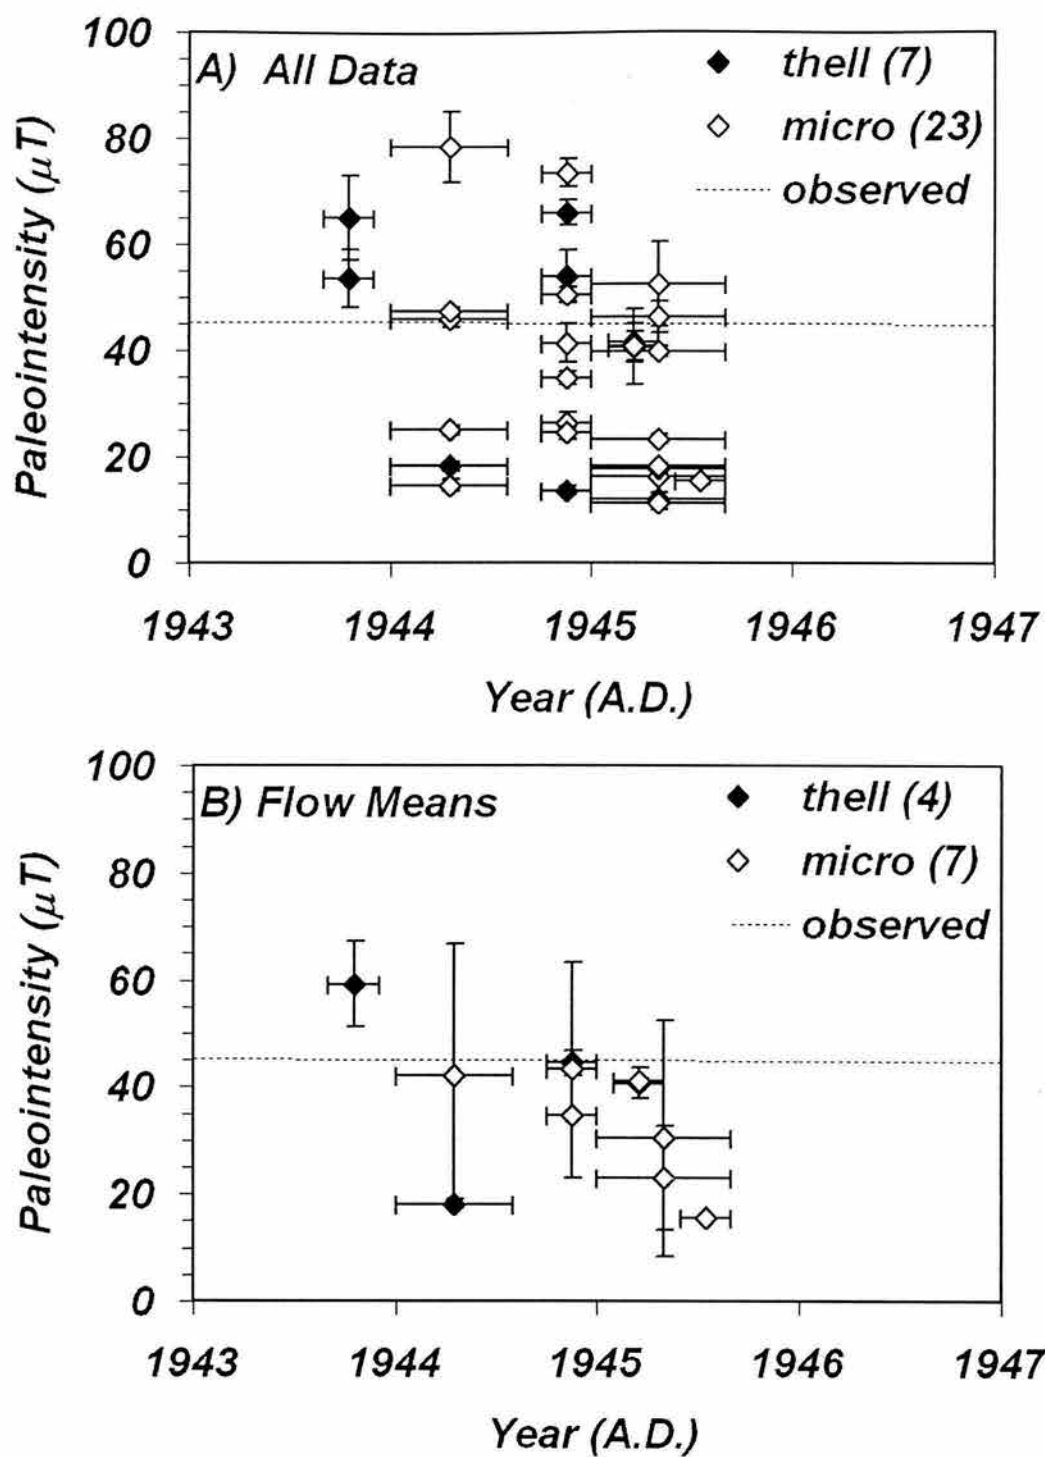 100
A) All Data
thell (7)
micro (23)
observed
80
60
40
20
0
Paleointensity (μT)
1943 1944 1945 1946 1947
Year (A.D.)
100
B) Flow Means
thell (4)
micro (7)
observed
80
60
40
20
0
Paleointensity (μT)
1943 1944 1945 1946 1947
Year (A.D.)